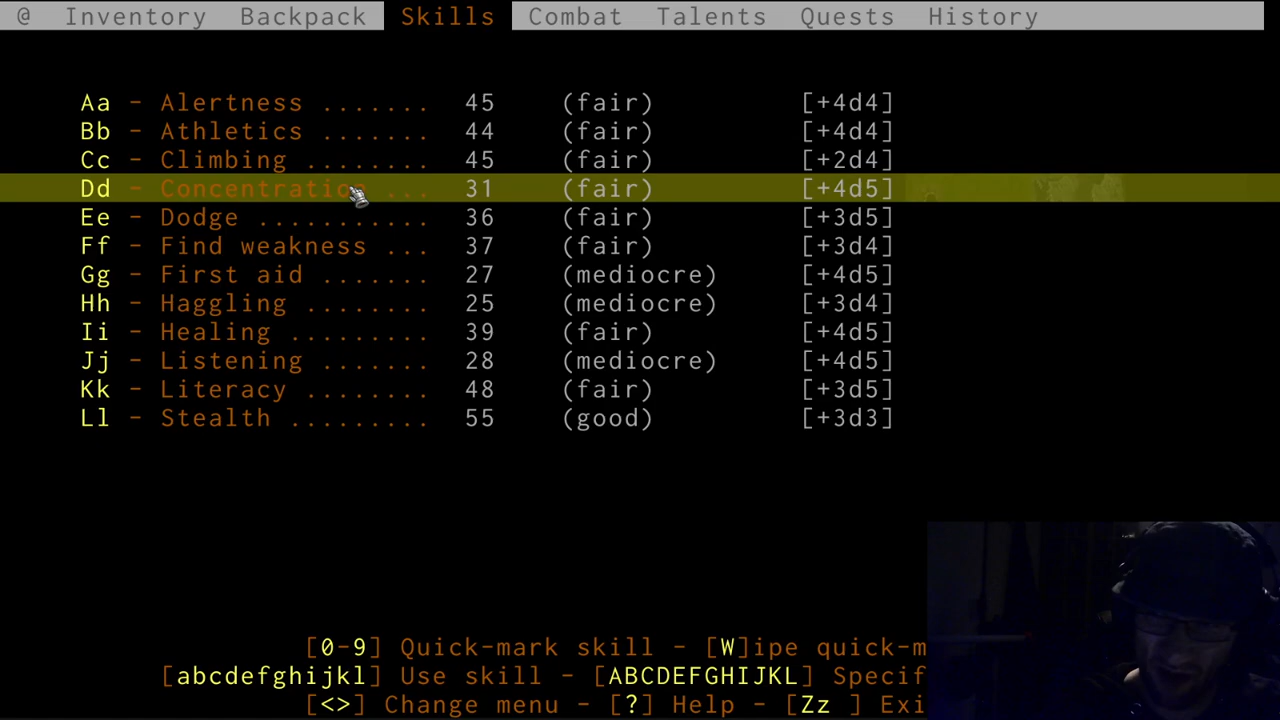 @ Inventory Backpack Skills Combat Talents Quests History
Aa - Alertness ....... 45 (fair) [+4d4]
Bb - Athletics ....... 44 (fair) [+4d4]
Cc - Climbing ........ 45 (fair) [+2d4]
Dd - Concentration ... 31 (fair) [+4d5]
Ee - Dodge ........... 36 (fair) [+3d5]
Ff - Find weakness ... 37 (fair) [+3d4]
Gg - First aid ....... 27 (mediocre) [+4d5]
Hh - Haggling ........ 25 (mediocre) [+3d4]
Ii - Healing ......... 39 (fair) [+4d5]
Jj - Listening ....... 28 (mediocre) [+4d5]
Kk - Literacy ........ 48 (fair) [+3d5]
Ll - Stealth ......... 55 (good) [+3d3]
[0-9] Quick-mark skill - [W]ipe quick-m
[abcdefghijkl] Use skill - [ABCDEFGHIJKL] Specif
[<>] Change menu - [?] Help - [Zz ] Exi